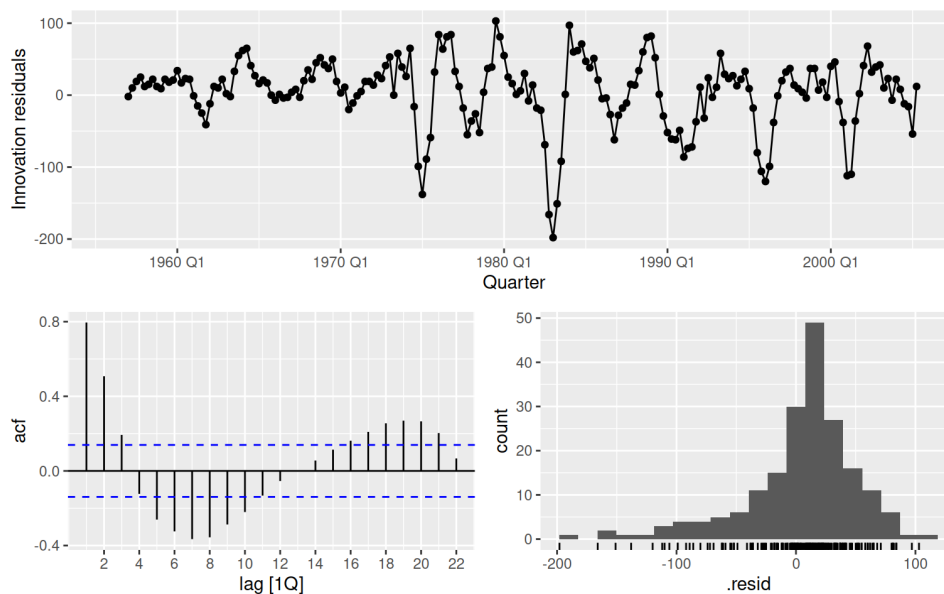 Innovation residuals
100
0
-100
-200
1960 Q1
1970 Q1
1980 Q1
1990 Q1
2000 Q1
Quarter
acf
0.8
0.4
0.0
-0.4
2
4
6
8
10
12
14
16
18
20
22
lag [1Q]
count
50
40
30
20
10
0
-200
-100
0
100
.resid